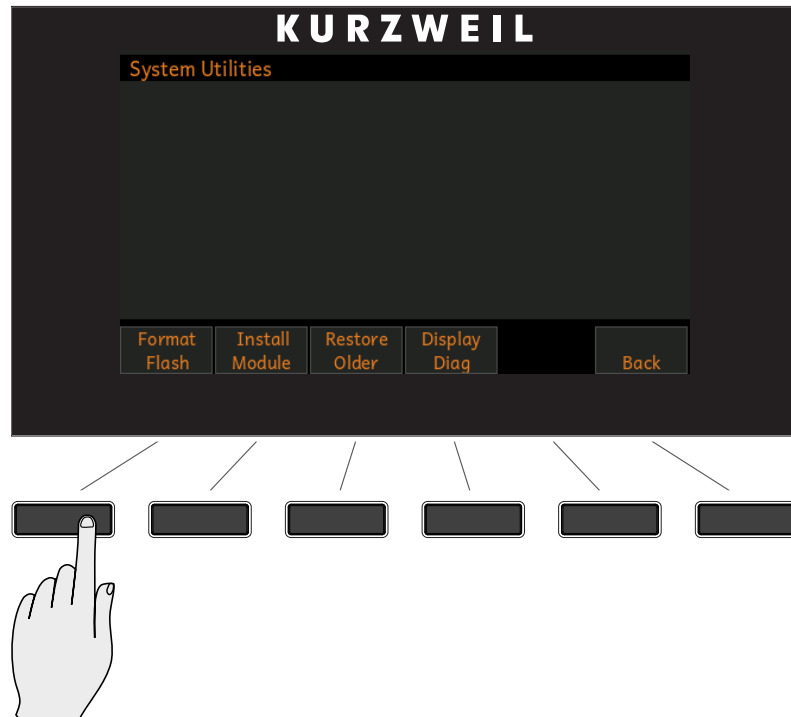 KURZWEIL
System Utilities
Format Install Restore Display
Flash Module Older Diag Back